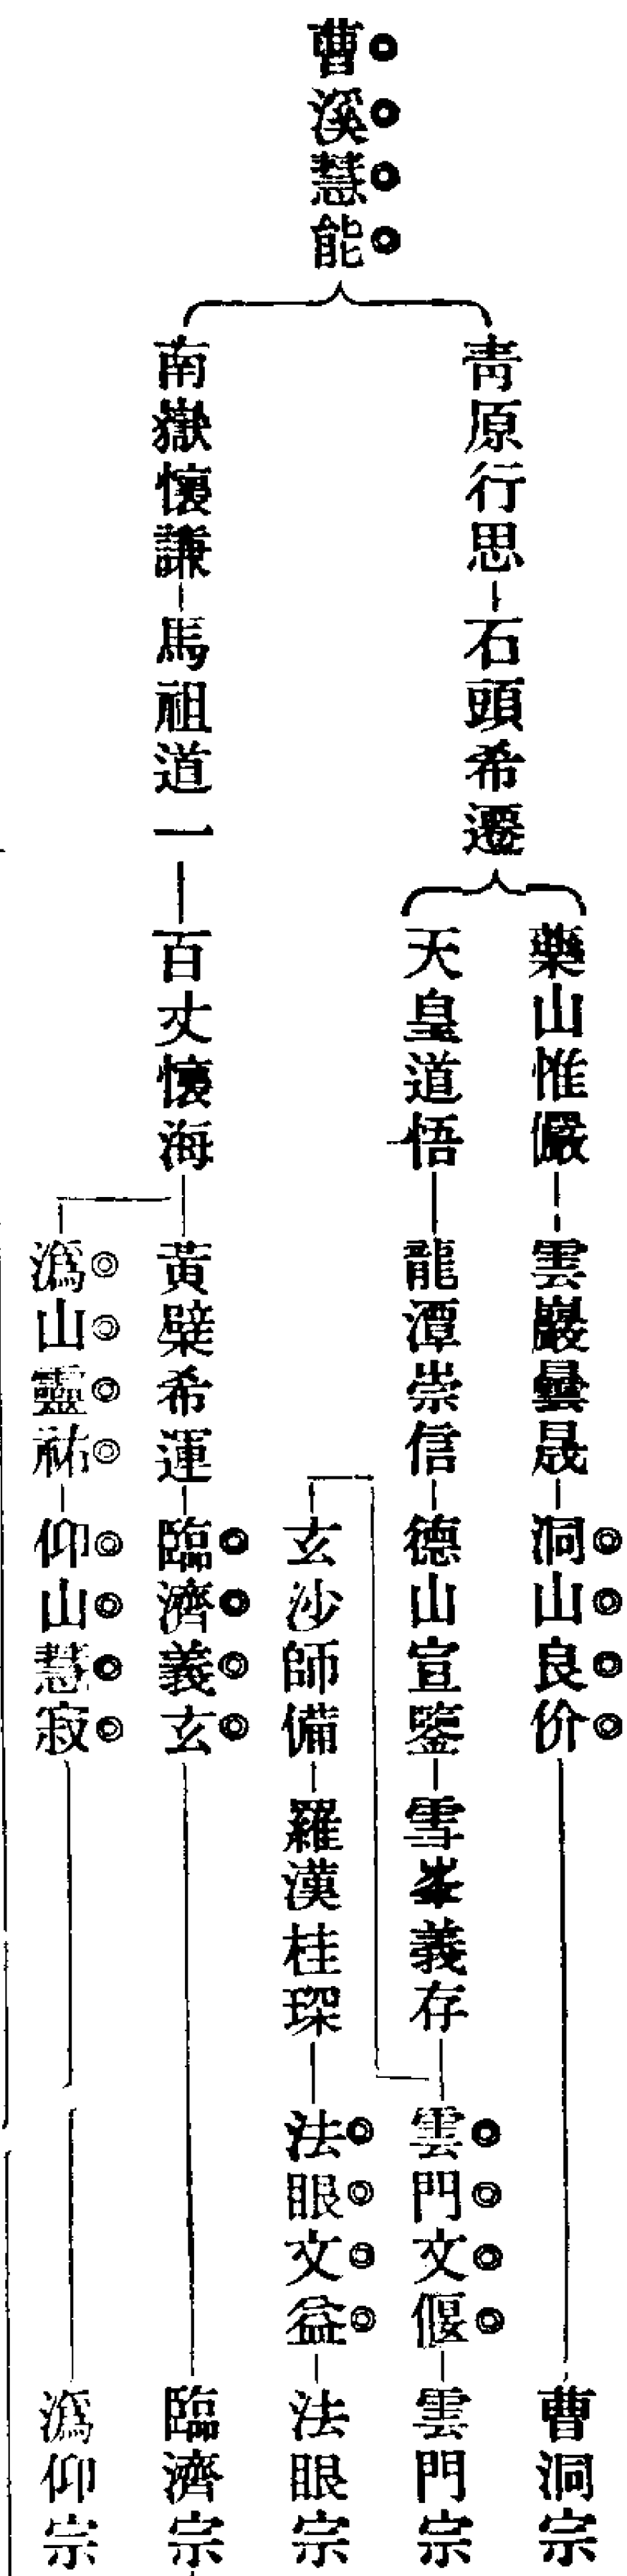 曹溪慧能
青原行思
石頭希遷
藥山惟儼
雲巖曇晟
洞山良价
曹洞宗
天皇道悟
龍潭崇信
德山宣鑒
雪峯義存
雲門文偃
雲門宗
玄沙師備
羅漢桂琛
法眼文益
法眼宗
南嶽懷謙
馬祖道一
百丈懷海
黃檗希運
臨濟義玄
臨濟宗
潙山靈祐
仰山慧寂
潙仰宗